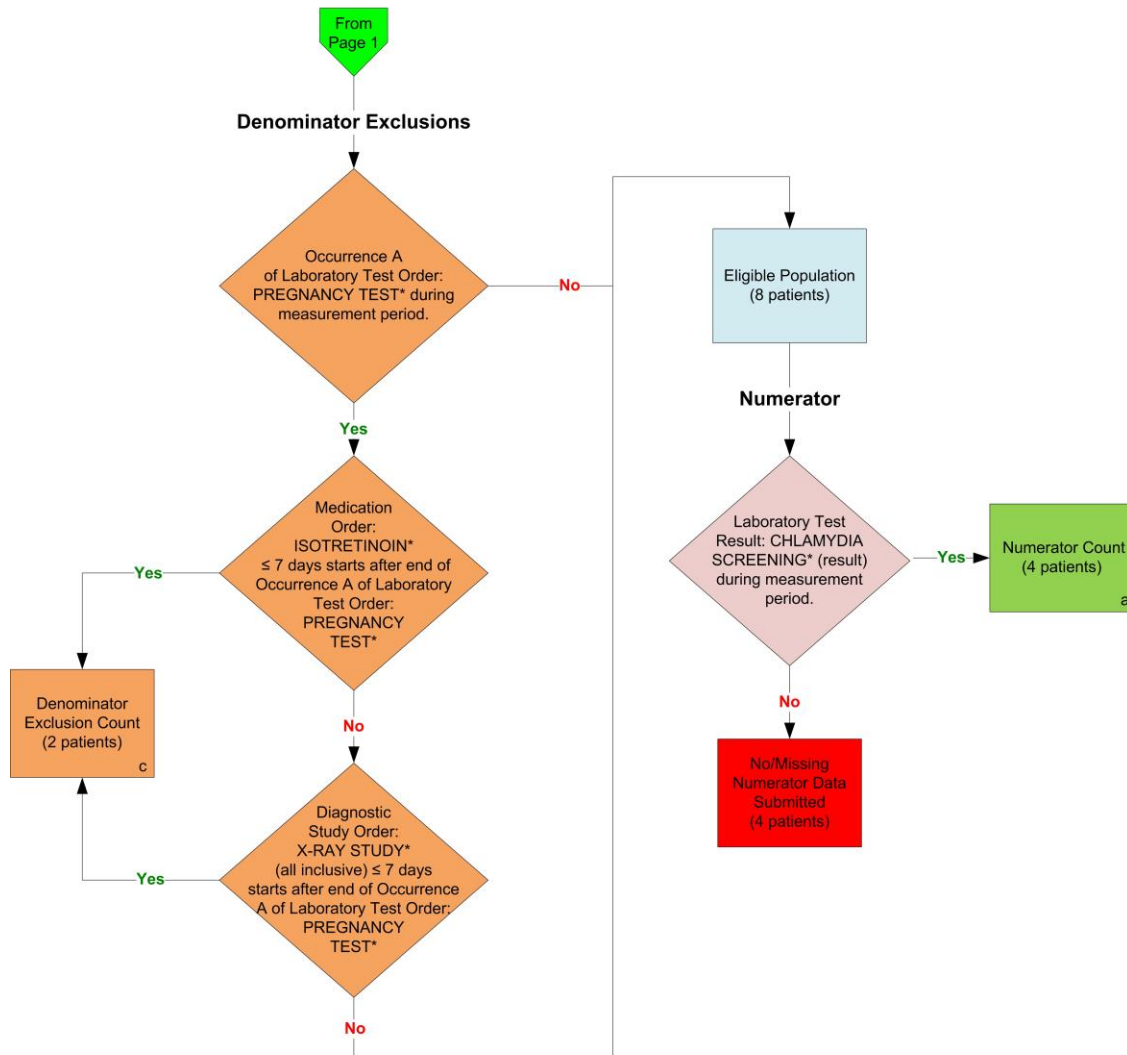 From
Page 1
Denominator Exclusions
Occurrence A
of Laboratory Test Order:
PREGNANCY TEST* during
measurement period.
No
Yes
Medication
Order:
ISOTRETINOIN*
≤ 7 days starts after end of
Occurrence A of Laboratory
Test Order:
PREGNANCY
TEST*
Yes
Denominator
Exclusion Count
(2 patients)
c
No
Diagnostic
Study Order:
X-RAY STUDY*
(all inclusive) ≤ 7 days
starts after end of Occurrence
A of Laboratory Test Order:
PREGNANCY
TEST*
Yes
No
Eligible Population
(8 patients)
Numerator
Laboratory Test
Result: CHLAMYDIA
SCREENING* (result)
during measurement
period.
Yes
Numerator Count
(4 patients)
a
No
No/Missing
Numerator Data
Submitted
(4 patients)